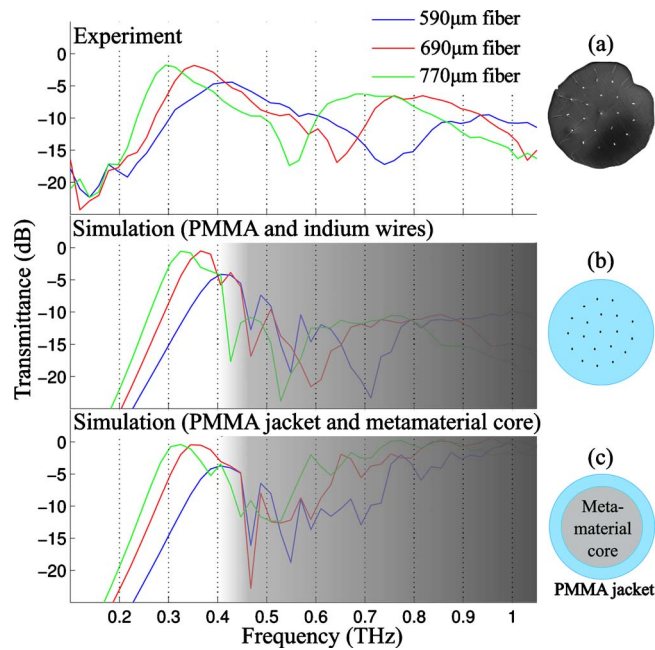 590μm fiber
Experiment
690μm fiber
770μm fiber
(a)
0
−5
−10
−15
−20
Simulation (PMMA and indium wires)
(b)
0
−5
−10
−15
−20
Transmittance (dB)
Simulation (PMMA jacket and metamaterial core)
(c)
0
−5
−10
−15
−20
Meta-
material
core
PMMA jacket
0.2 0.3 0.4 0.5 0.6 0.7 0.8 0.9 1
Frequency (THz)